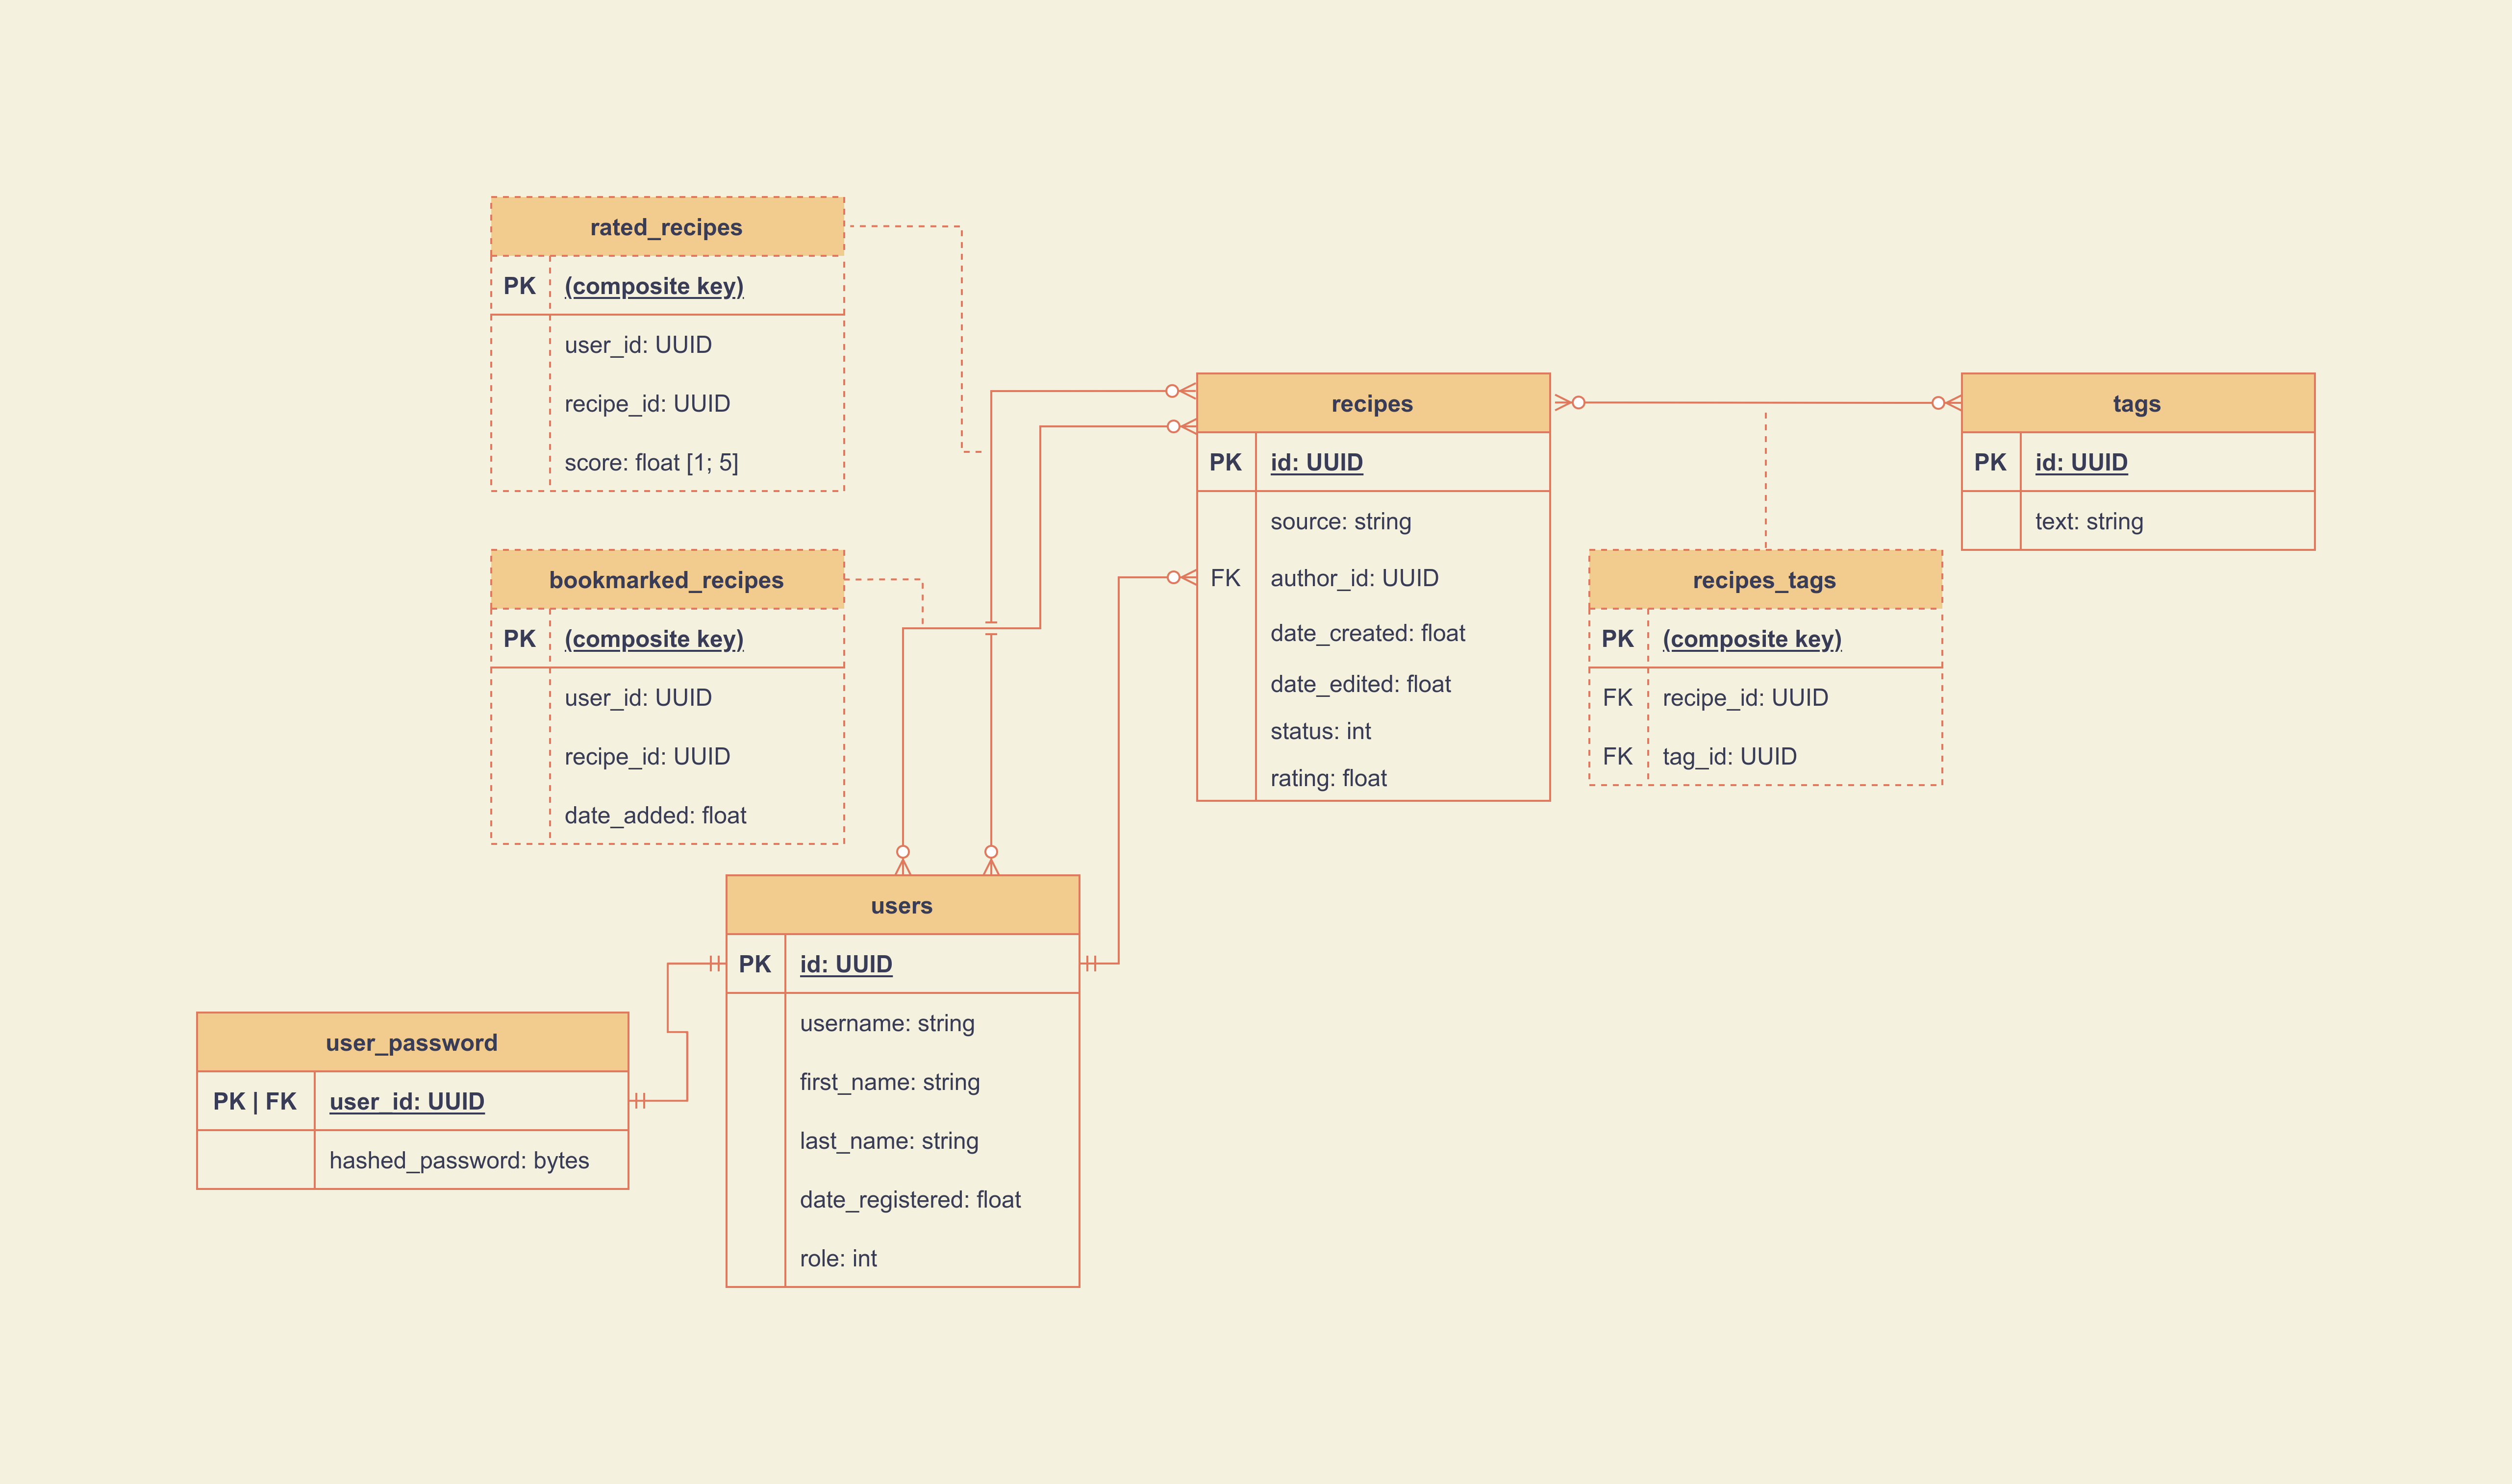 rated_recipes
PK (composite key)
user_id: UUID
recipe_id: UUID
score: float [1; 5]
bookmarked_recipes
PK (composite key)
user_id: UUID
recipe_id: UUID
date_added: float
recipes
PK id: UUID
source: string
FK author_id: UUID
date_created: float
date_edited: float
status: int
rating: float
tags
PK id: UUID
text: string
recipes_tags
PK (composite key)
FK recipe_id: UUID
FK tag_id: UUID
users
PK id: UUID
username: string
first_name: string
last_name: string
date_registered: float
role: int
user_password
PK | FK user_id: UUID
hashed_password: bytes